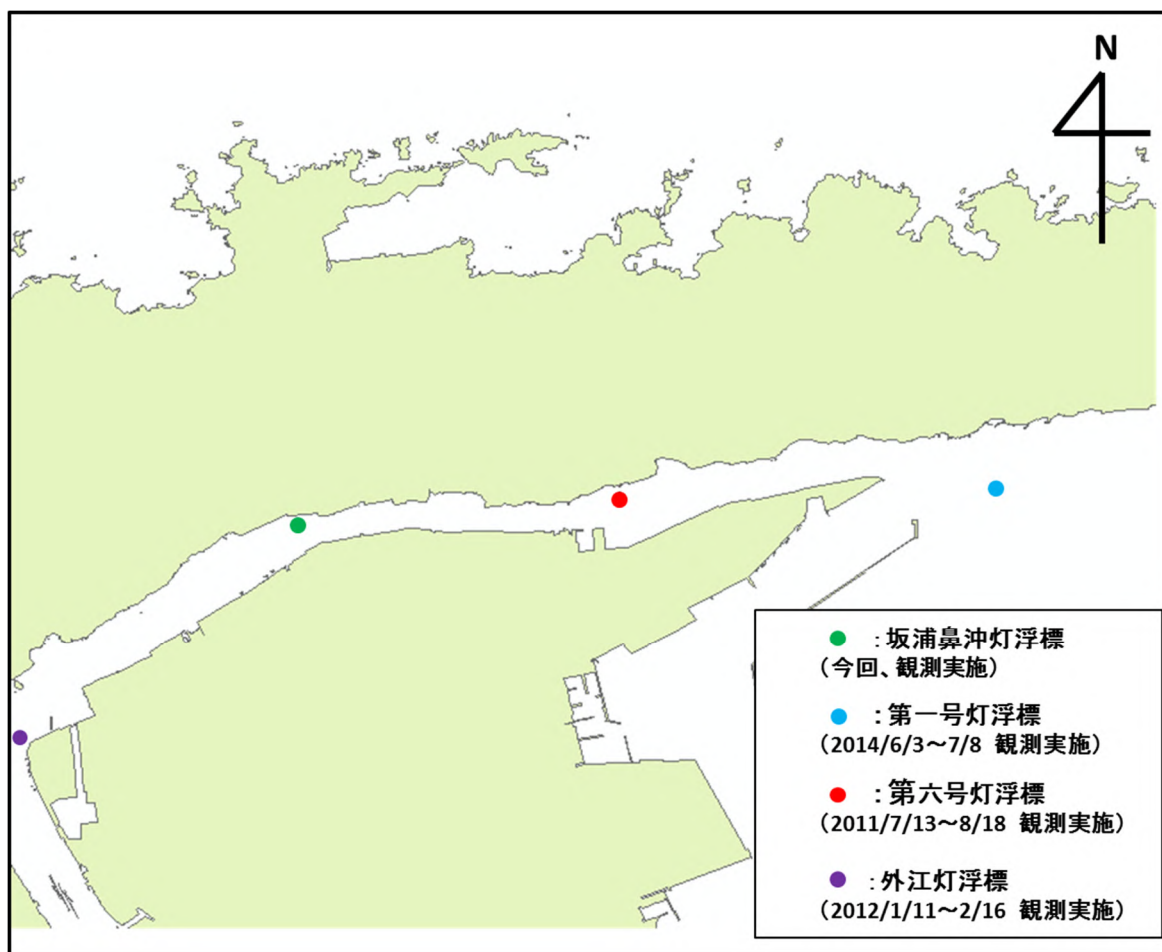 N
：坂浦鼻沖灯浮標
（今回、観測実施）
：第一号灯浮標
（2014/6/3～7/8 観測実施）
：第六号灯浮標
（2011/7/13～8/18 観測実施）
：外江灯浮標
（2012/1/11～2/16 観測実施）